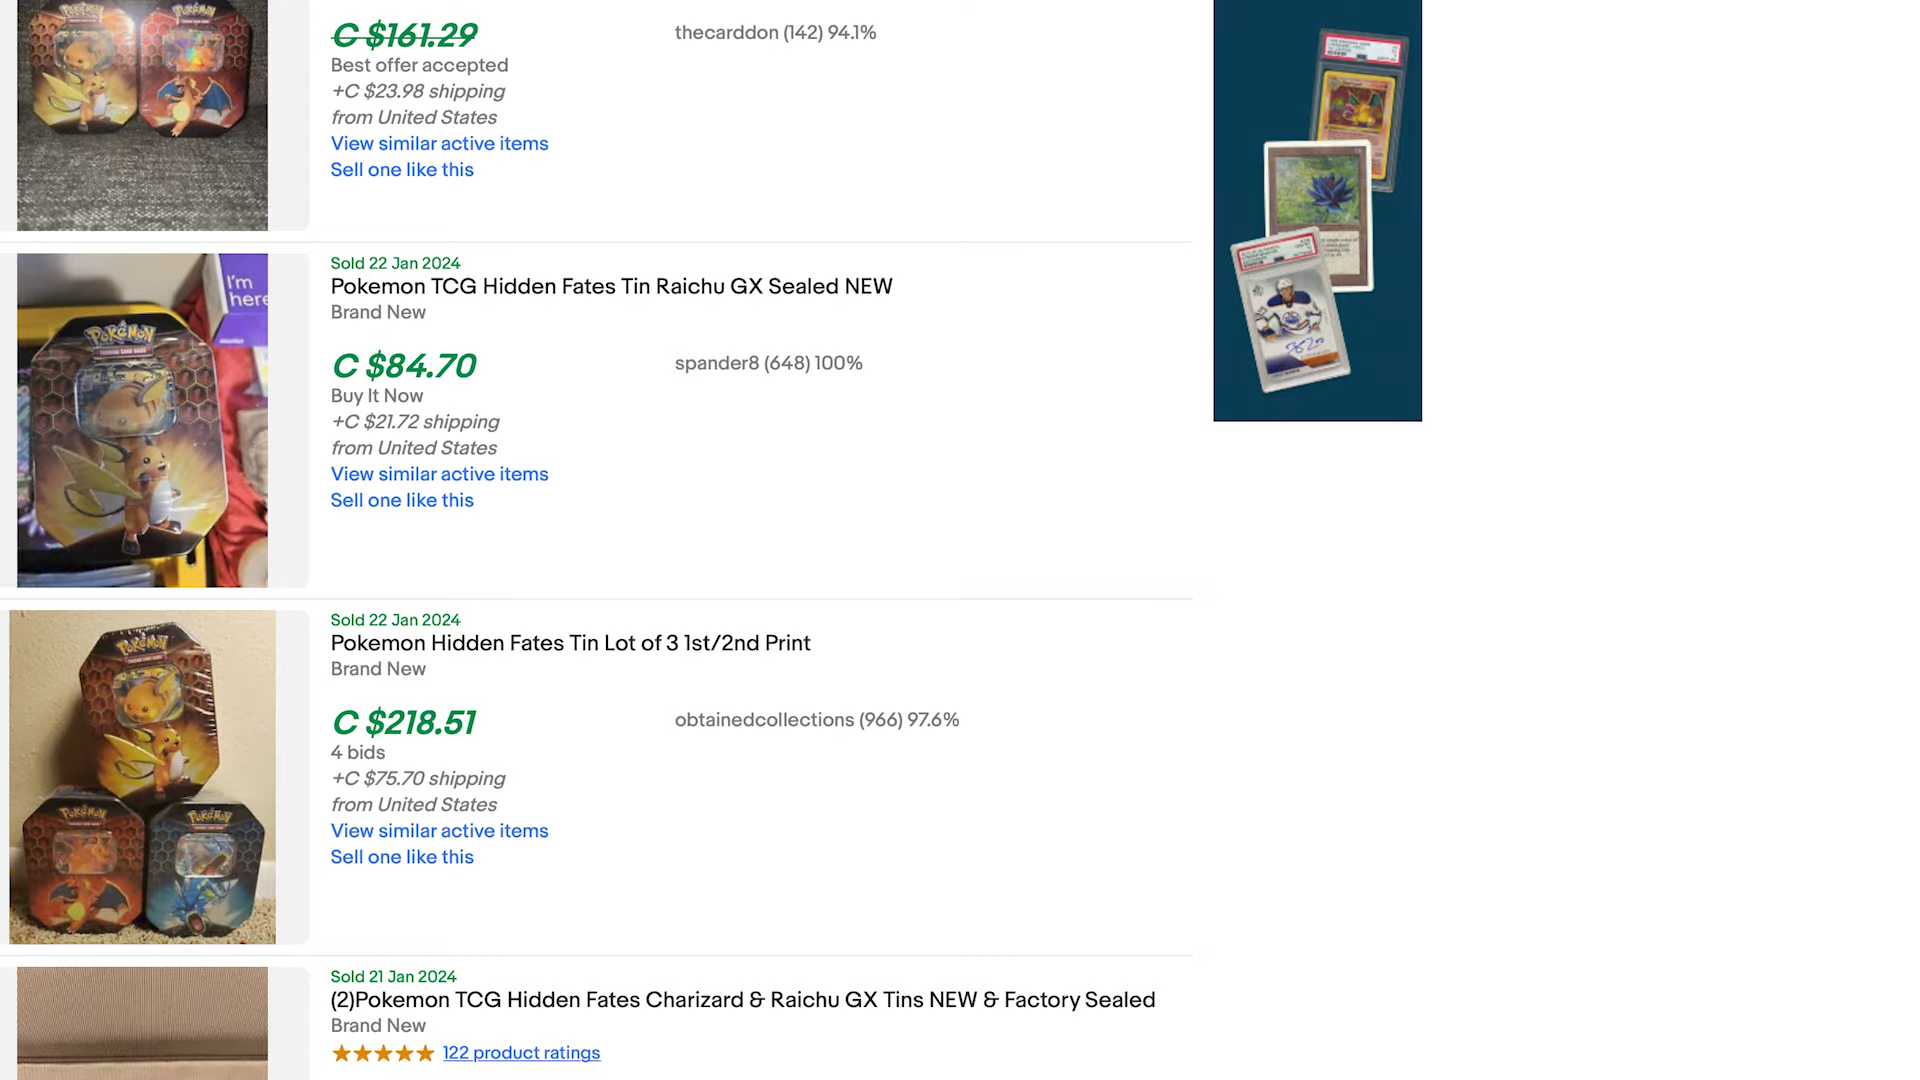 C $161.29
thecarddon (142) 94.1%
Best offer accepted
+C $23.98 shipping
from United States
View similar active items
Sell one like this
Sold 22 Jan 2024
Pokemon TCG Hidden Fates Tin Raichu GX Sealed NEW
Brand New
C $84.70
spander8 (648) 100%
Buy It Now
+C $21.72 shipping
from United States
View similar active items
Sell one like this
I'm
here
POKéMON
Sold 22 Jan 2024
Pokemon Hidden Fates Tin Lot of 3 1st/2nd Print
Brand New
C $218.51
obtainedcollections (966) 97.6%
4 bids
+C $75.70 shipping
from United States
View similar active items
Sell one like this
POKéMON
POKéMON
POKéMON
Sold 21 Jan 2024
(2)Pokemon TCG Hidden Fates Charizard & Raichu GX Tins NEW & Factory Sealed
Brand New
122 product ratings